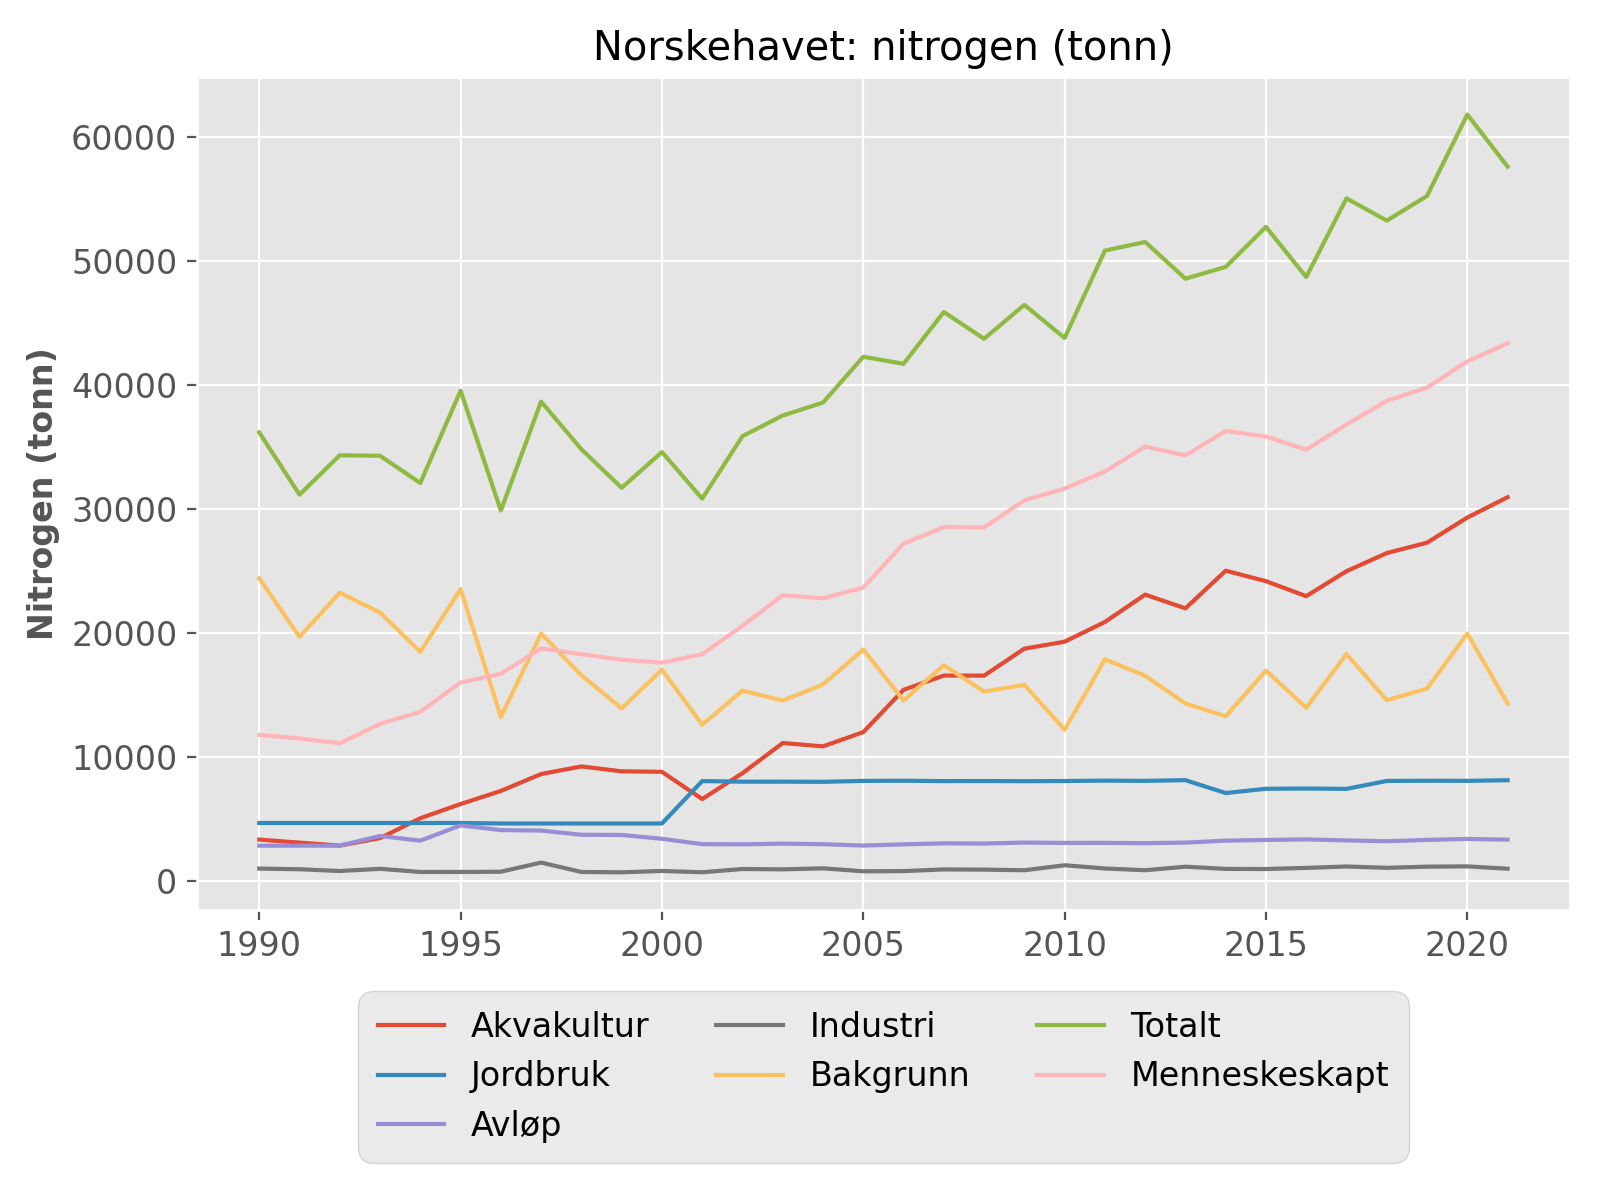 Norskehavet: nitrogen (tonn)
Nitrogen (tonn)
60000
50000
40000
30000
20000
10000
0
1990 1995 2000 2005 2010 2015 2020
Akvakultur Industri Totalt
Jordbruk Bakgrunn Menneskeskapt
Avløp